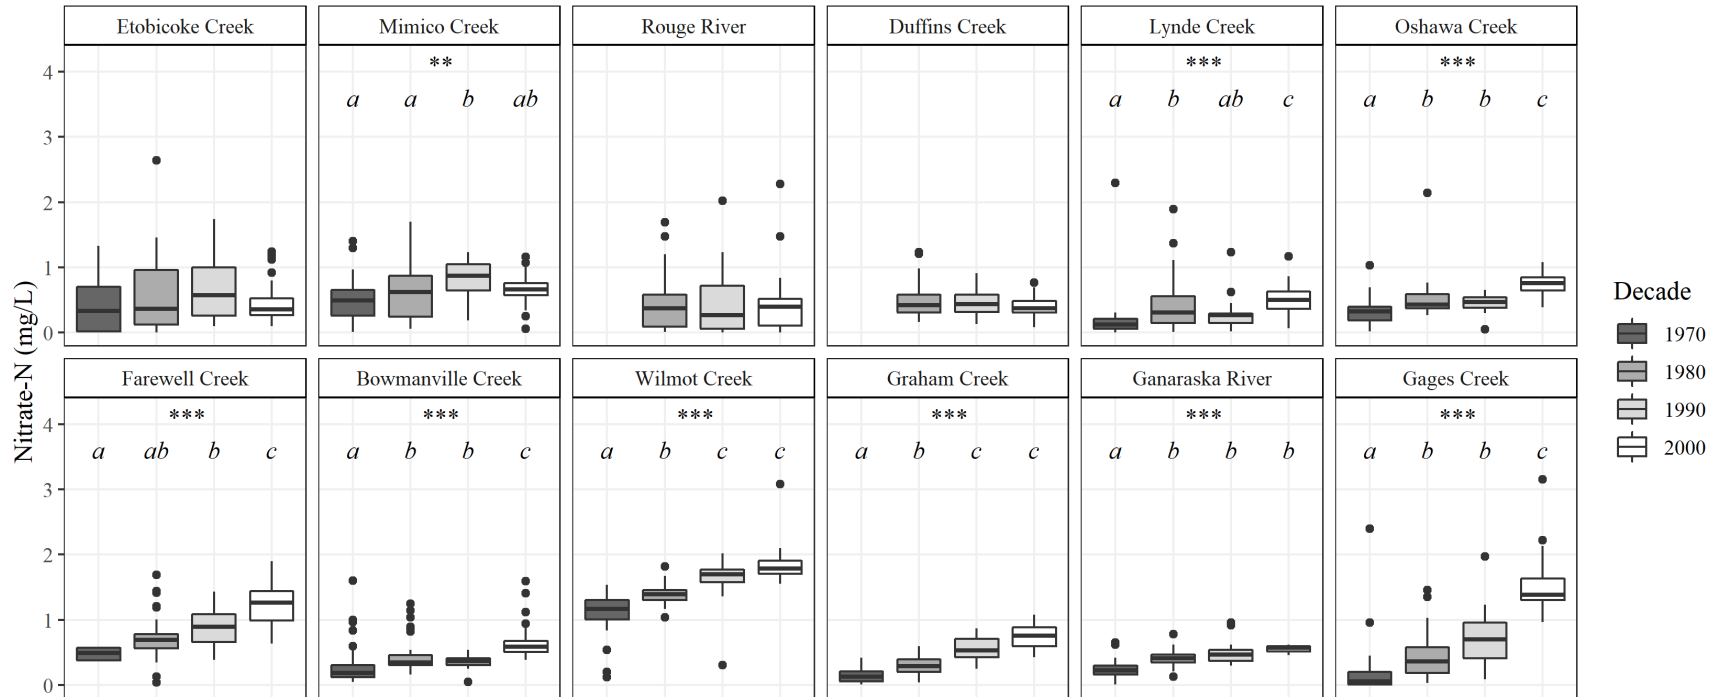 Etobicoke Creek Mimico Creek Rouge River Duffins Creek Lynde Creek Oshawa Creek
** *** ***
a a b ab a b ab c a b b c
4
3
2
1
0
Nitrate-N (mg/L)
Farewell Creek Bowmanville Creek Wilmot Creek Graham Creek Ganaraska River Gages Creek
*** *** *** *** *** ***
a ab b c a b b c a b c c a b c c a b b b a b b c
4
3
2
1
0
Decade
1970
1980
1990
2000